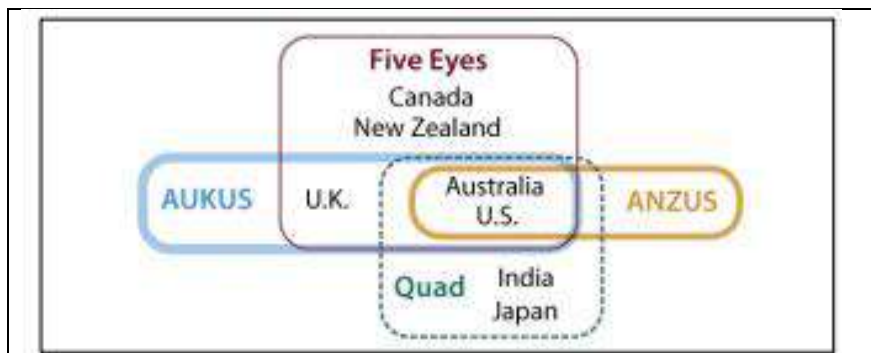 Five Eyes
Canada
New Zealand
AUKUS
U.K.
Australia
U.S.
ANZUS
Quad
India
Japan